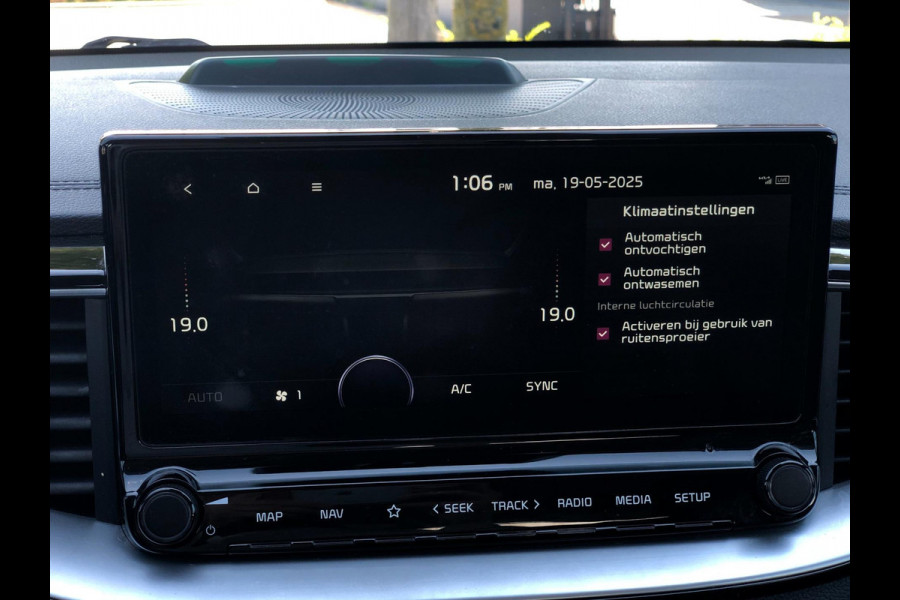 1:06 PM ma, 19-05-2025 LIVE
Klimaatinstellingen
Automatisch
ontvochtigen
Automatisch
ontwasemen
Interne luchtcirculatie
Activeren bij gebruik van
ruitensproeier
19.0
19.0
AUTO 1 A/C SYNC
MAP NAV SEEK TRACK RADIO MEDIA SETUP